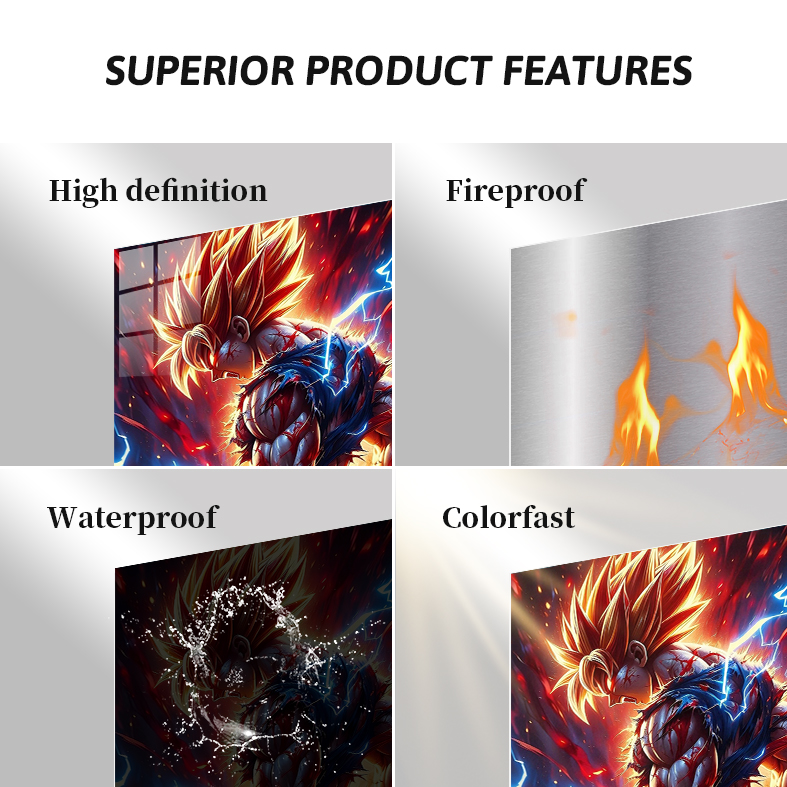 SUPERIOR PRODUCT FEATURES
High definition
Fireproof
Waterproof
Colorfast